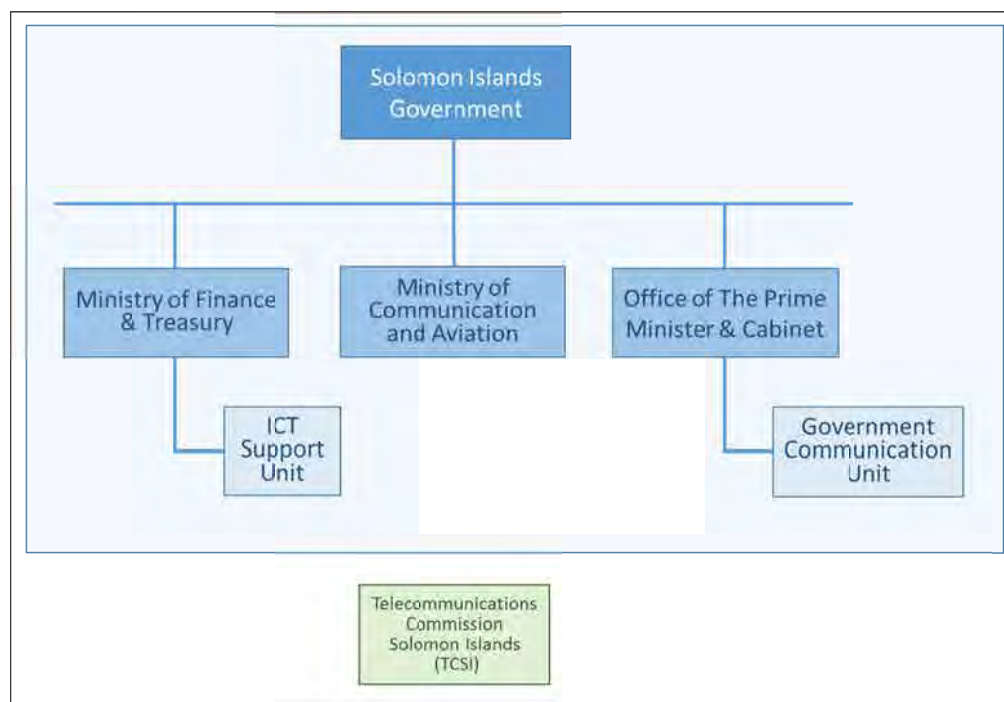 Solomon Islands
Government
Ministry of Finance
& Treasury
Ministry of
Communication
and Aviation
Office of The Prime
Minister & Cabinet
ICT
Support
Unit
Government
Communication
Unit
Telecommunications
Commission
Solomon Islands
(TCSI)